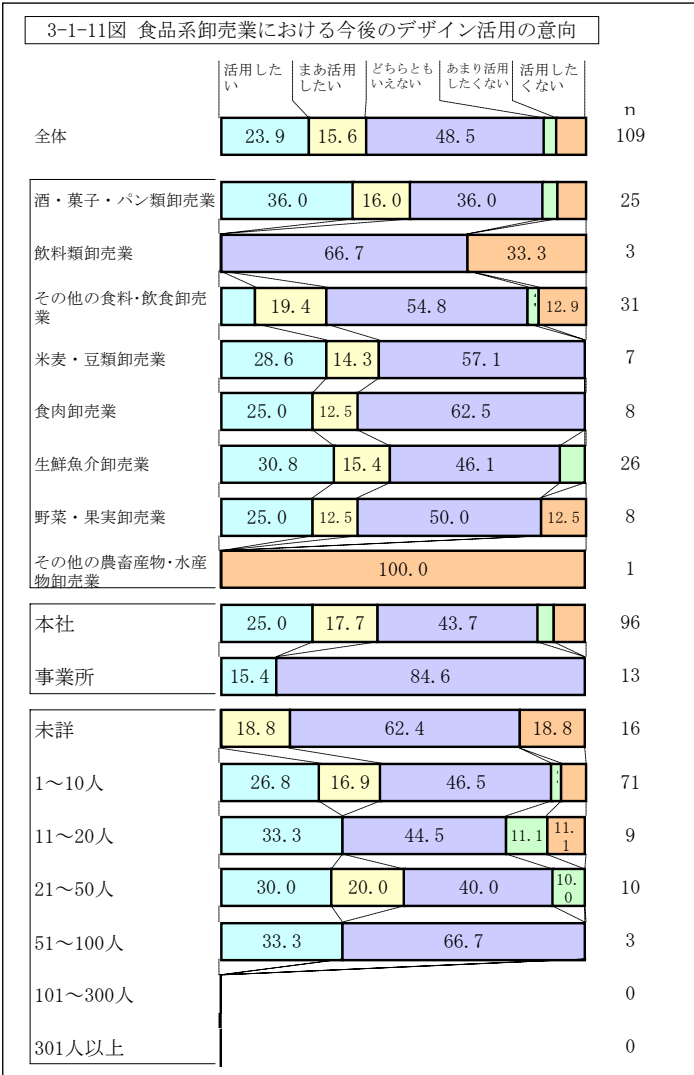 3-1-11図 食品系卸売業における今後のデザイン活用の意向
活用した
い
まあ活用
したい
どちらとも
いえない
あまり活用
したくない
活用した
くない
n
全体 23.9 15.6 48.5 109
酒・菓子・パン類卸売業 36.0 16.0 36.0 25
飲料類卸売業 66.7 33.3 3
その他の食料・飲食卸売
業
19.4 54.8 12.9 31
米麦・豆類卸売業 28.6 14.3 57.1 7
食肉卸売業 25.0 12.5 62.5 8
生鮮魚介卸売業 30.8 15.4 46.1 26
野菜・果実卸売業 25.0 12.5 50.0 12.5 8
その他の農畜産物・水産
物卸売業
100.0 1
本社 25.0 17.7 43.7 96
事業所 15.4 84.6 13
未詳 18.8 62.4 18.8 16
1～10人 26.8 16.9 46.5 71
11～20人 33.3 44.5 11.1 11.
1
9
21～50人 30.0 20.0 40.0 10.
0
10
51～100人 33.3 66.7 3
101～300人 0
301人以上 0